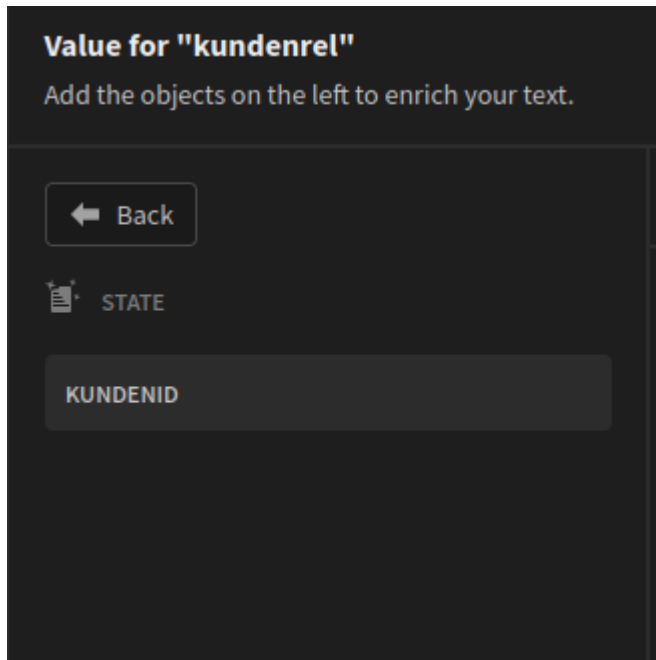 Value for "kundenrel"
Add the objects on the left to enrich your text.
Back
STATE
KUNDENID